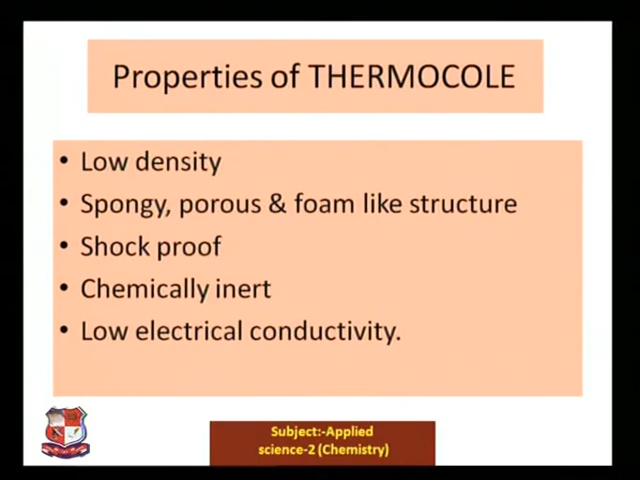 Properties of THERMOCOLE
• Low density
• Spongy, porous & foam like structure
• Shock proof
• Chemically inert
• Low electrical conductivity.
Subject:-Applied
science-2 (Chemistry)